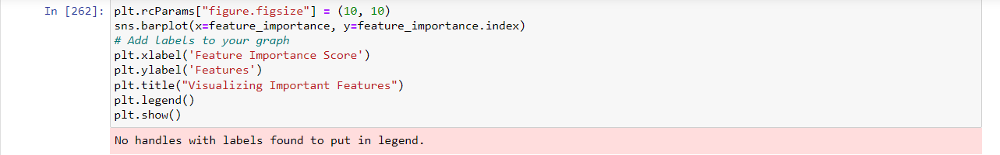 In [262]: plt.rcParams["figure.figsize"] = (10, 10)
sns.barplot(x=feature_importance, y=feature_importance.index)
# Add labels to your graph
plt.xlabel('Feature Importance Score')
plt.ylabel('Features')
plt.title("Visualizing Important Features")
plt.legend()
plt.show()
No handles with labels found to put in legend.